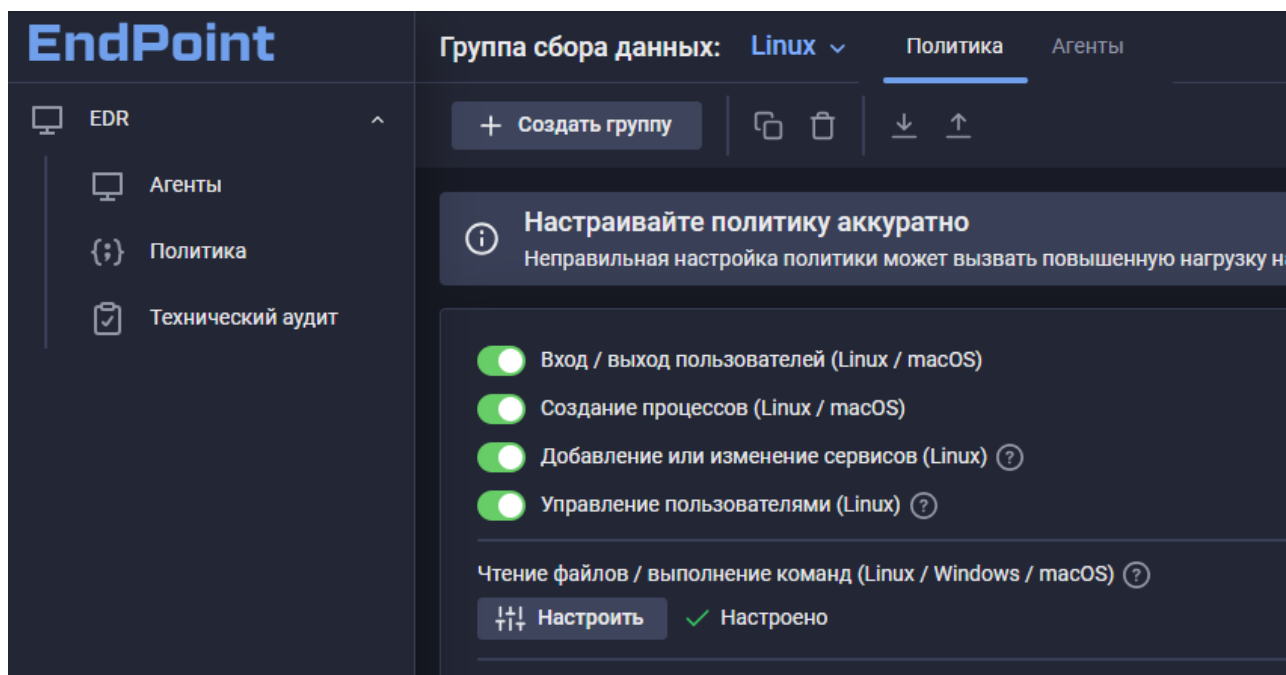 EndPoint
EDR
Агенты
Политика
Технический аудит
Группа сбора данных: Linux
Политика
Агенты
Создать группу
Настраивайте политику аккуратно
Неправильная настройка политики может вызвать повышенную нагрузку
Вход / выход пользователей (Linux / macOS)
Создание процессов (Linux / macOS)
Добавление или изменение сервисов (Linux)
Управление пользователями (Linux)
Чтение файлов / выполнение команд (Linux / Windows / macOS)
Настроить
Настроено